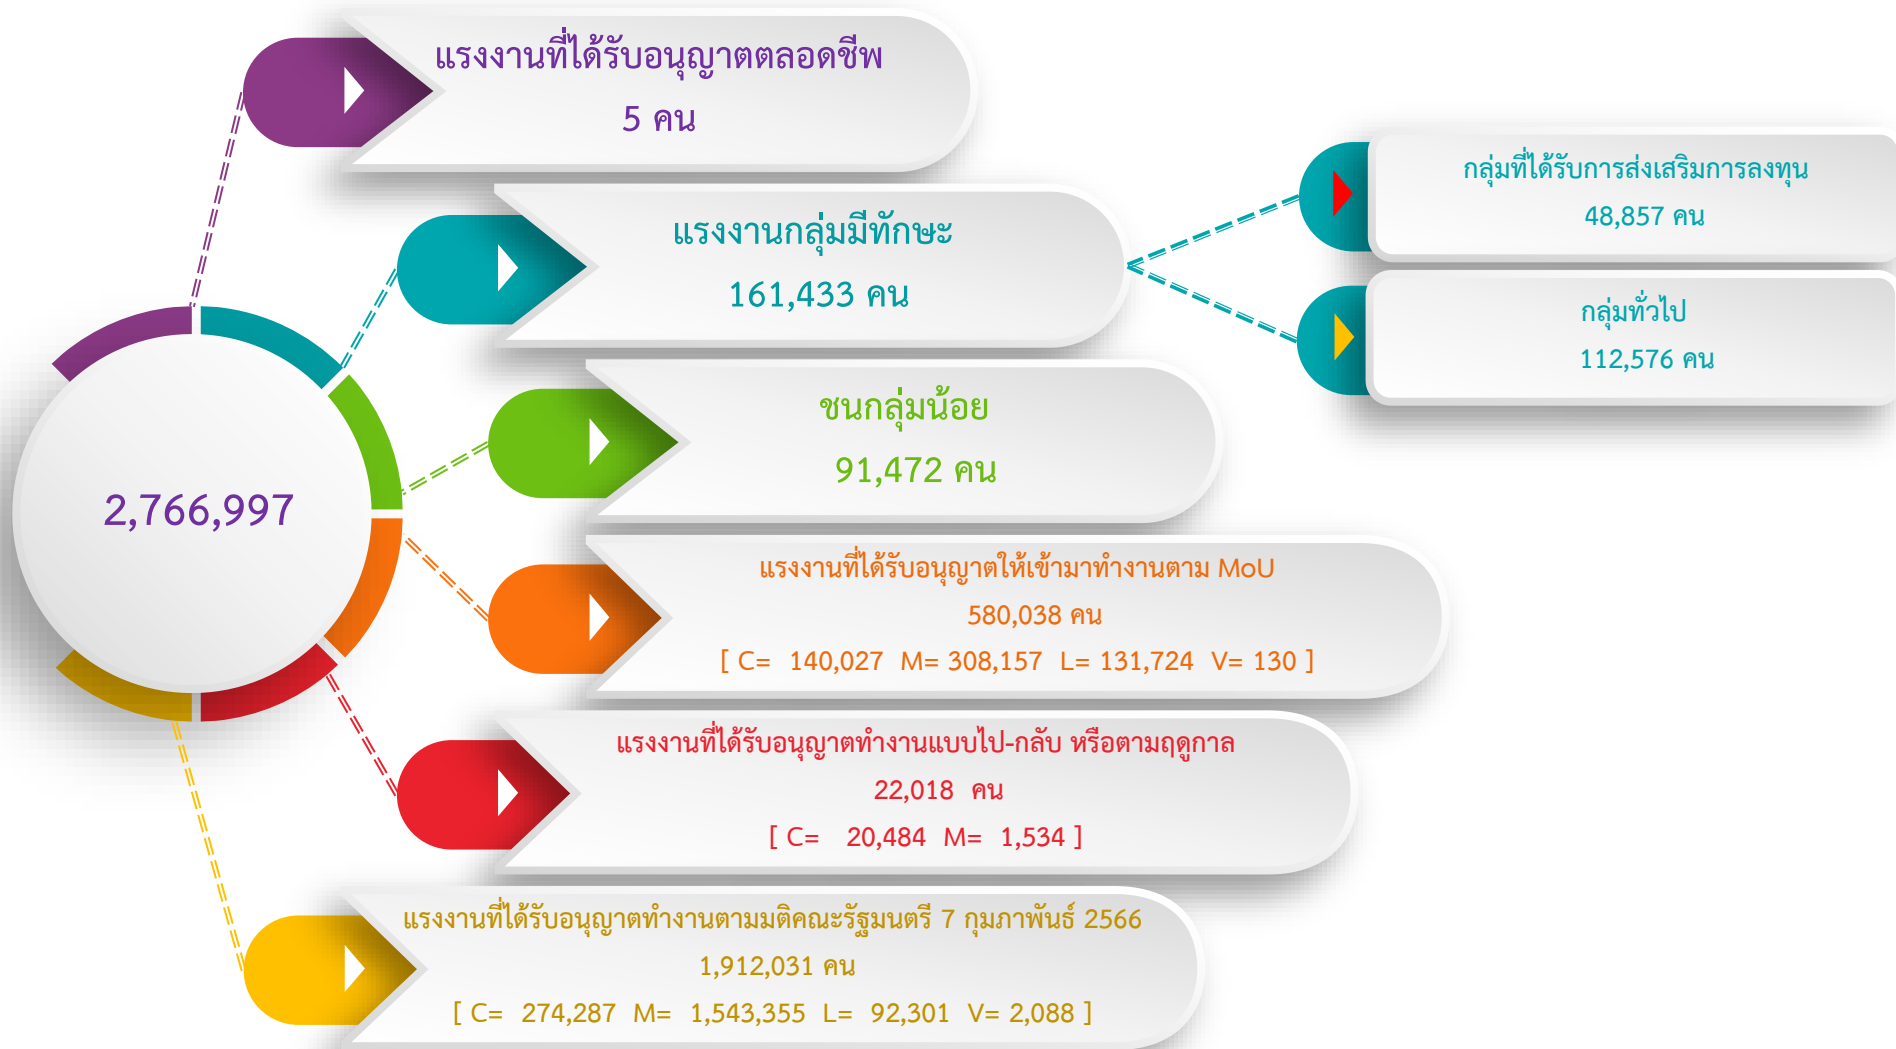 แรงงานที่ได้รับอนุญาตตลอดชีพ
5 คน
แรงงานกลุ่มมีทักษะ
161,433 คน
กลุ่มที่ได้รับการส่งเสริมการลงทุน
48,857 คน
กลุ่มทั่วไป
112,576 คน
ชนกลุ่มน้อย
91,472 คน
2,766,997
แรงงานที่ได้รับอนุญาตให้เข้ามาทำงานตาม MoU
580,038 คน
[ C= 140,027 M= 308,157 L= 131,724 V= 130 ]
แรงงานที่ได้รับอนุญาตทำงานแบบไป-กลับ หรือตามฤดูกาล
22,018 คน
[ C= 20,484 M= 1,534 ]
แรงงานที่ได้รับอนุญาตทำงานตามมติคณะรัฐมนตรี 7 กุมภาพันธ์ 2566
1,912,031 คน
[ C= 274,287 M= 1,543,355 L= 92,301 V= 2,088 ]